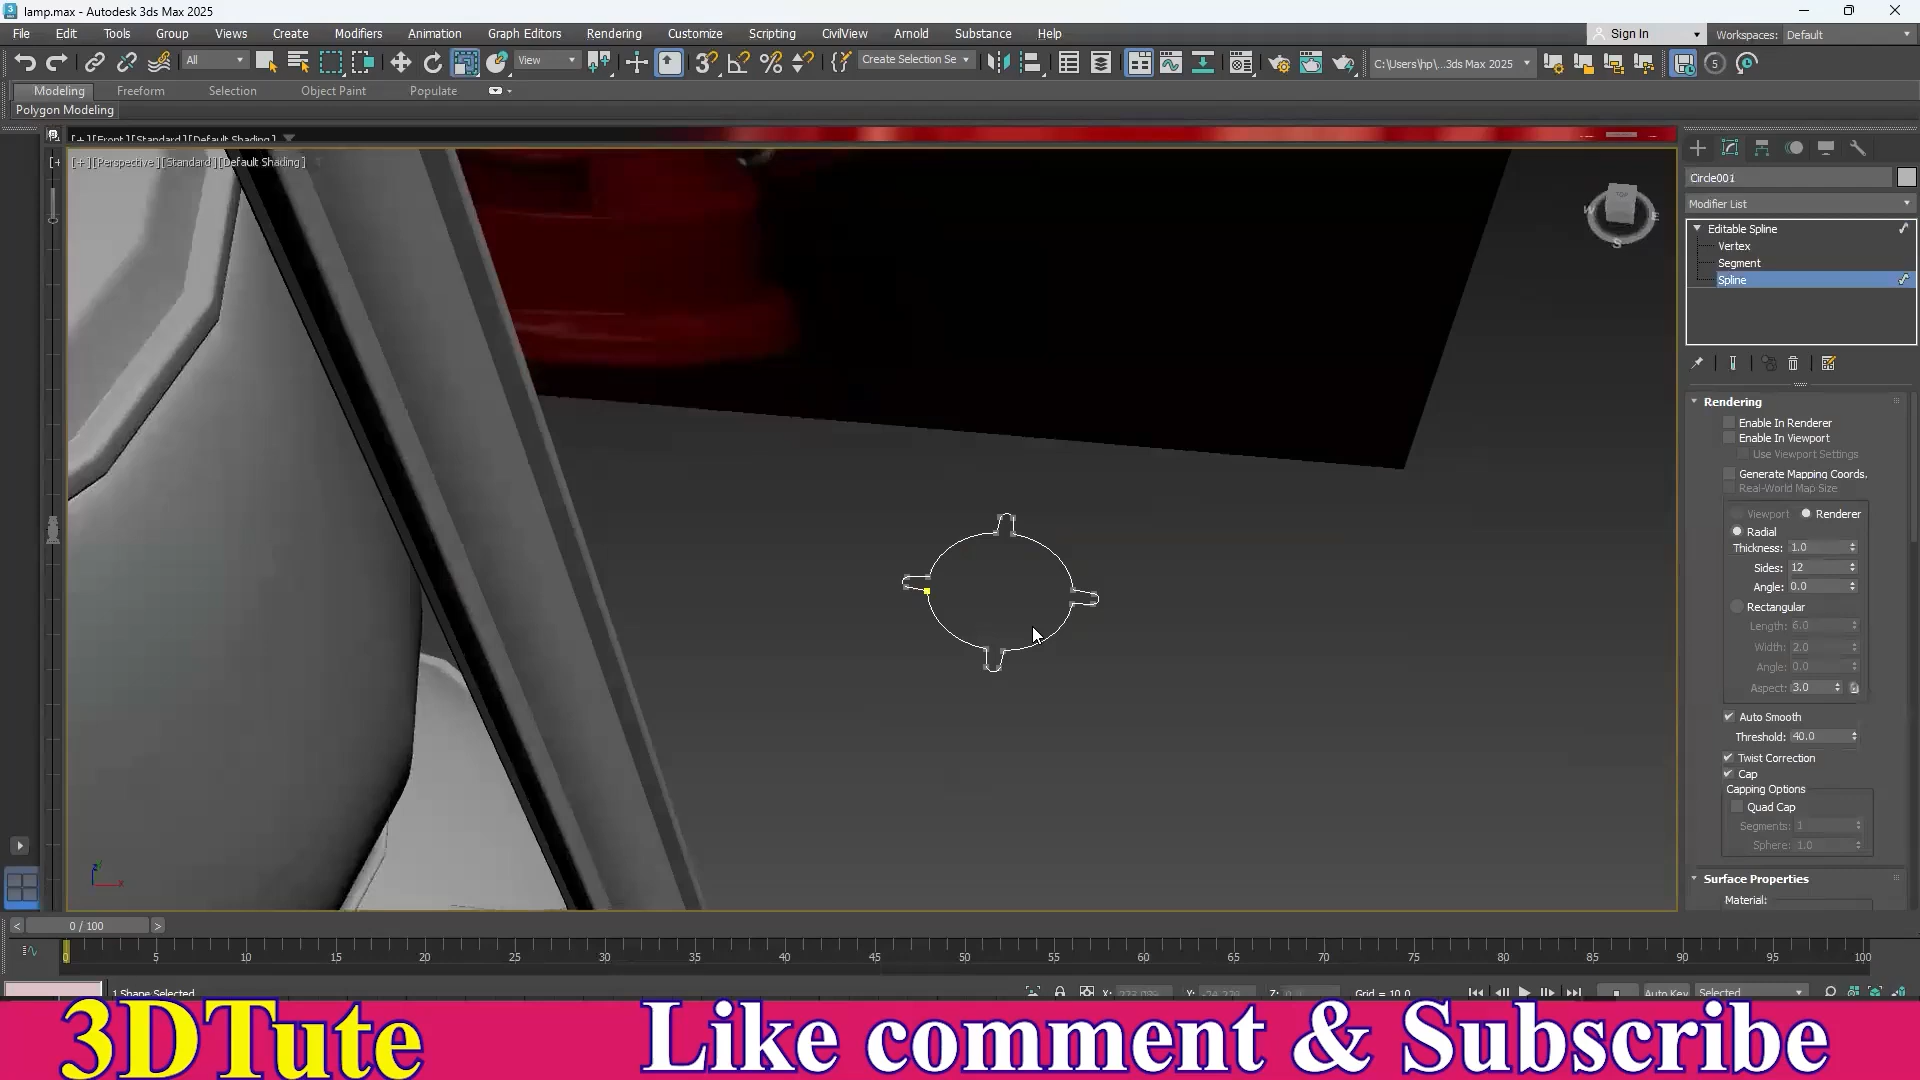 lamp.max - Autodesk 3ds Max 2025
File Edit Tools Group Views Create Modifiers Animation Graph Editors Rendering Customize Scripting CivilView Arnold Substance Help
Sign In Workspaces: Default
All View Create Selection Se C:\Users\hp\...3ds Max 2025 5
Modeling Freeform Selection Object Paint Populate
Polygon Modeling
[+][Front][Standard][Default Shading]
[+][Perspective][Standard][Default Shading]
Circle001
Modifier List
Editable Spline
Vertex
Segment
Spline
TOP
W E
S
Rendering
Enable In Renderer
Enable In Viewport
Use Viewport Settings
Generate Mapping Coords.
Real-World Map Size
Viewport Renderer
Radial
Thickness: 1.0
Sides: 12
Angle: 0.0
Rectangular
Length: 6.0
Width: 2.0
Angle: 0.0
Aspect: 3.0
Auto Smooth
Threshold: 40.0
Twist Correction
Cap
Capping Options
Quad Cap
Segments: 1
Sphere: 1.0
Surface Properties
Material:
0 / 100
0 5 10 15 20 25 30 35 40 45 50 55 60 65 70 75 80 85 90 95 100
1 Shape Selected X: Y: Z: Grid = 10.0 Auto Key Selected
3DTute Like comment & Subscribe